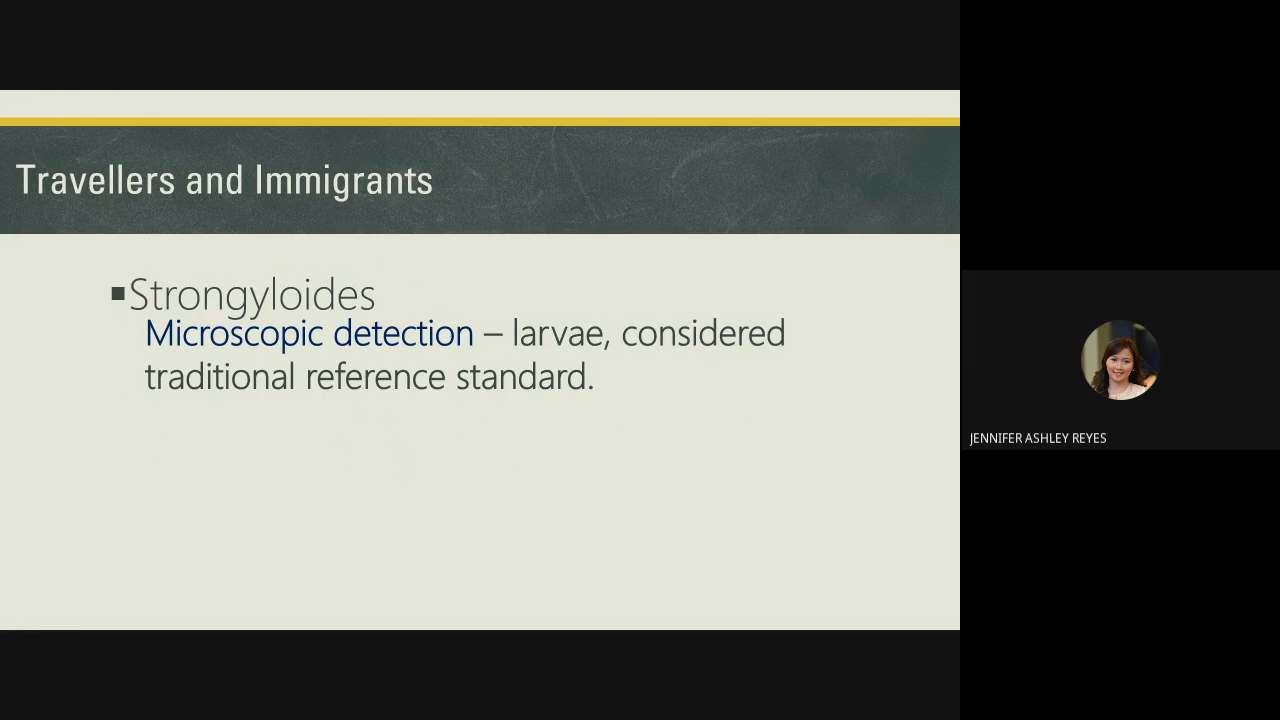 Travellers and Immigrants
▪Strongyloides
Microscopic detection – larvae, considered
traditional reference standard.
JENNIFER ASHLEY REYES